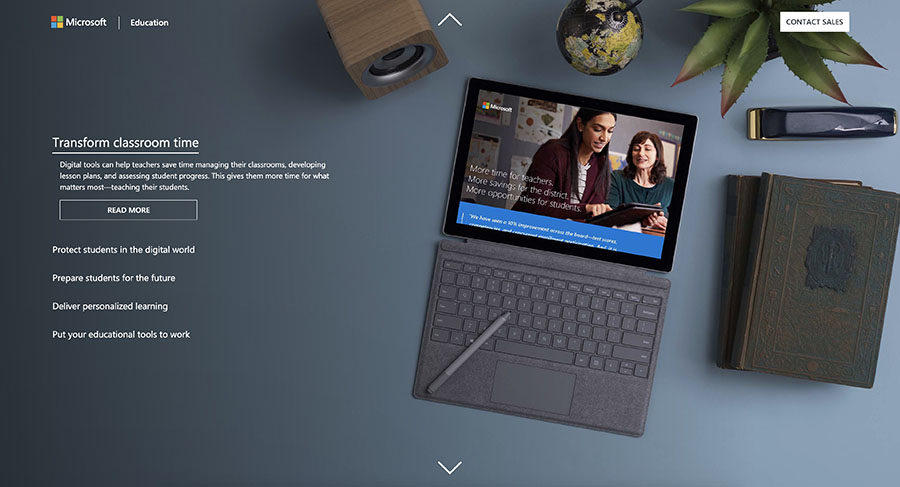 Microsoft | Education
CONTACT SALES
Microsoft
Transform classroom time
Digital tools can help teachers save time managing their classrooms, developing
lesson plans, and assessing student progress. This gives them more time for what
matters most—teaching their students.
READ MORE
Protect students in the digital world
Prepare students for the future
Deliver personalized learning
Put your educational tools to work
More time for teachers.
More savings for the district.
More opportunities for students.
"We have seen a 10% improvement across the board—test scores,